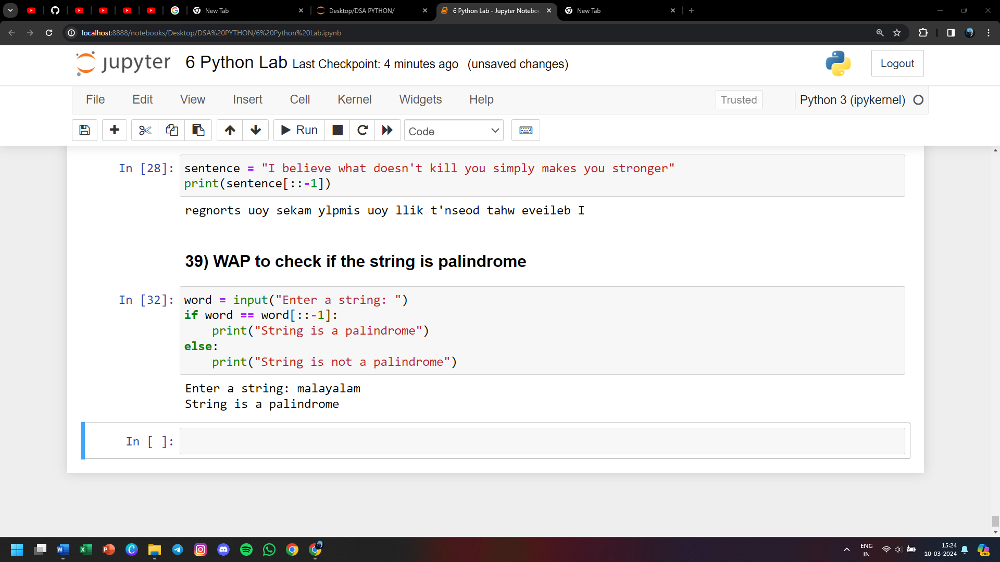 New Tab
Desktop/DSA PYTHON/
6 Python Lab - Jupyter Noteboo
New Tab
localhost:8888/notebooks/Desktop/DSA%20PYTHON/6%20Python%20Lab.ipynb
jupyter 6 Python Lab Last Checkpoint: 4 minutes ago (unsaved changes)
Logout
File Edit View Insert Cell Kernel Widgets Help
Trusted
Python 3 (ipykernel)
Run
Code
In [28]:
sentence = "I believe what doesn't kill you simply makes you stronger"
print(sentence[::-1])
regnorts uoy sekam ylpmis uoy llik t'nseod tahw eveileb I
39) WAP to check if the string is palindrome
In [32]:
word = input("Enter a string: ")
if word == word[::-1]:
    print("String is a palindrome")
else:
    print("String is not a palindrome")
Enter a string: malayalam
String is a palindrome
In [ ]:
ENG
IN
15:24
10-03-2024
PRE